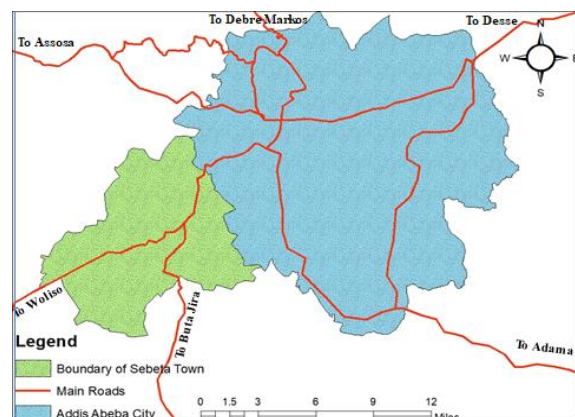 To Debre Markos
To Desse
To Assosa
N
W
E
S
To Woliso
To Buta Jira
To Adama
Legend
Boundary of Sebeta Town
Main Roads
Addis Abeba City
0 1.5 3 6 9 12
Miles